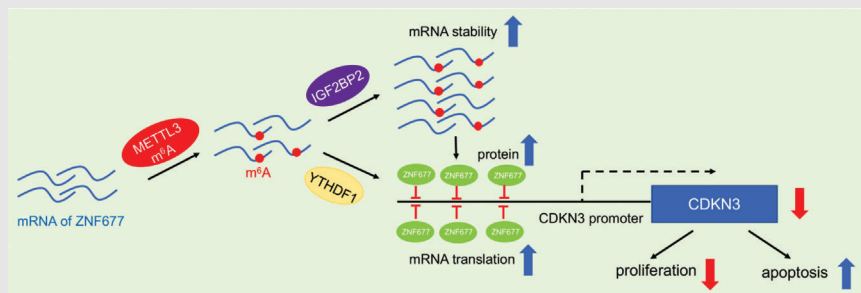 mRNA stability
IGF2BP2
METTL3
m⁶A
m⁶A
YTHDF1
mRNA of ZNF677
protein
ZNF677 ZNF677 ZNF677
CDKN3 promoter
CDKN3
ZNF677 ZNF677 ZNF677
mRNA translation
proliferation
apoptosis